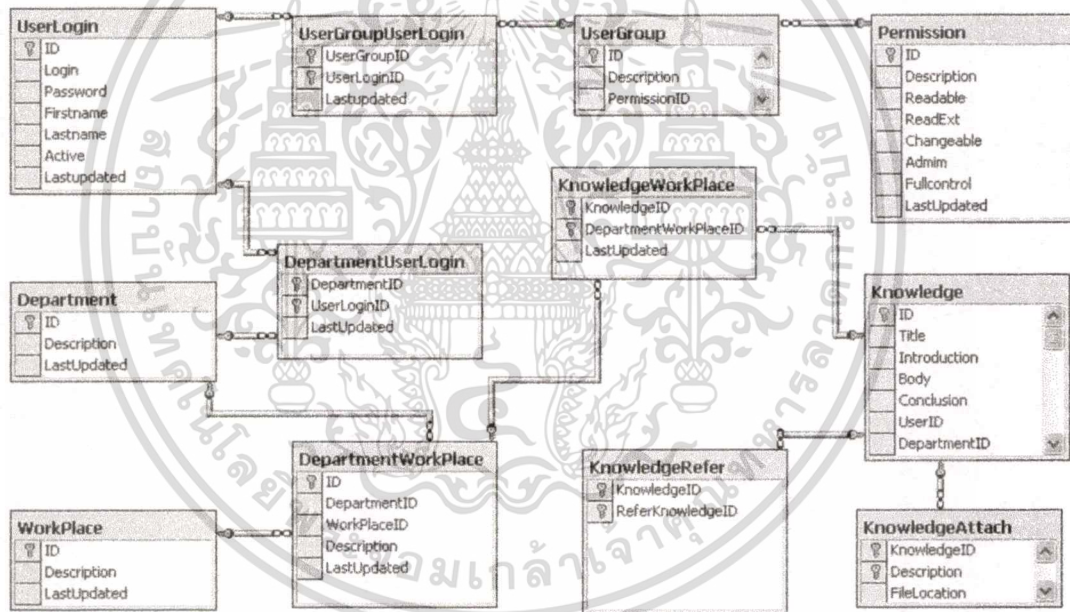 UserLogin
ID
Login
Password
Firstname
Lastname
Active
Lastupdated
UserGroupUserLogin
UserGroupID
UserLoginID
Lastupdated
UserGroup
ID
Description
PermissionID
Permission
ID
Description
Readable
ReadExt
Changeable
Admim
Fullcontrol
LastUpdated
KnowledgeWorkPlace
KnowledgeID
DepartmentWorkPlaceID
LastUpdated
DepartmentUserLogin
DepartmentID
UserLoginID
LastUpdated
Department
ID
Description
LastUpdated
Knowledge
ID
Title
Introduction
Body
Conclusion
UserID
DepartmentID
DepartmentWorkPlace
ID
DepartmentID
WorkPlaceID
Description
LastUpdated
KnowledgeRefer
KnowledgeID
ReferKnowledgeID
KnowledgeAttach
KnowledgeID
Description
FileLocation
WorkPlace
ID
Description
LastUpdated